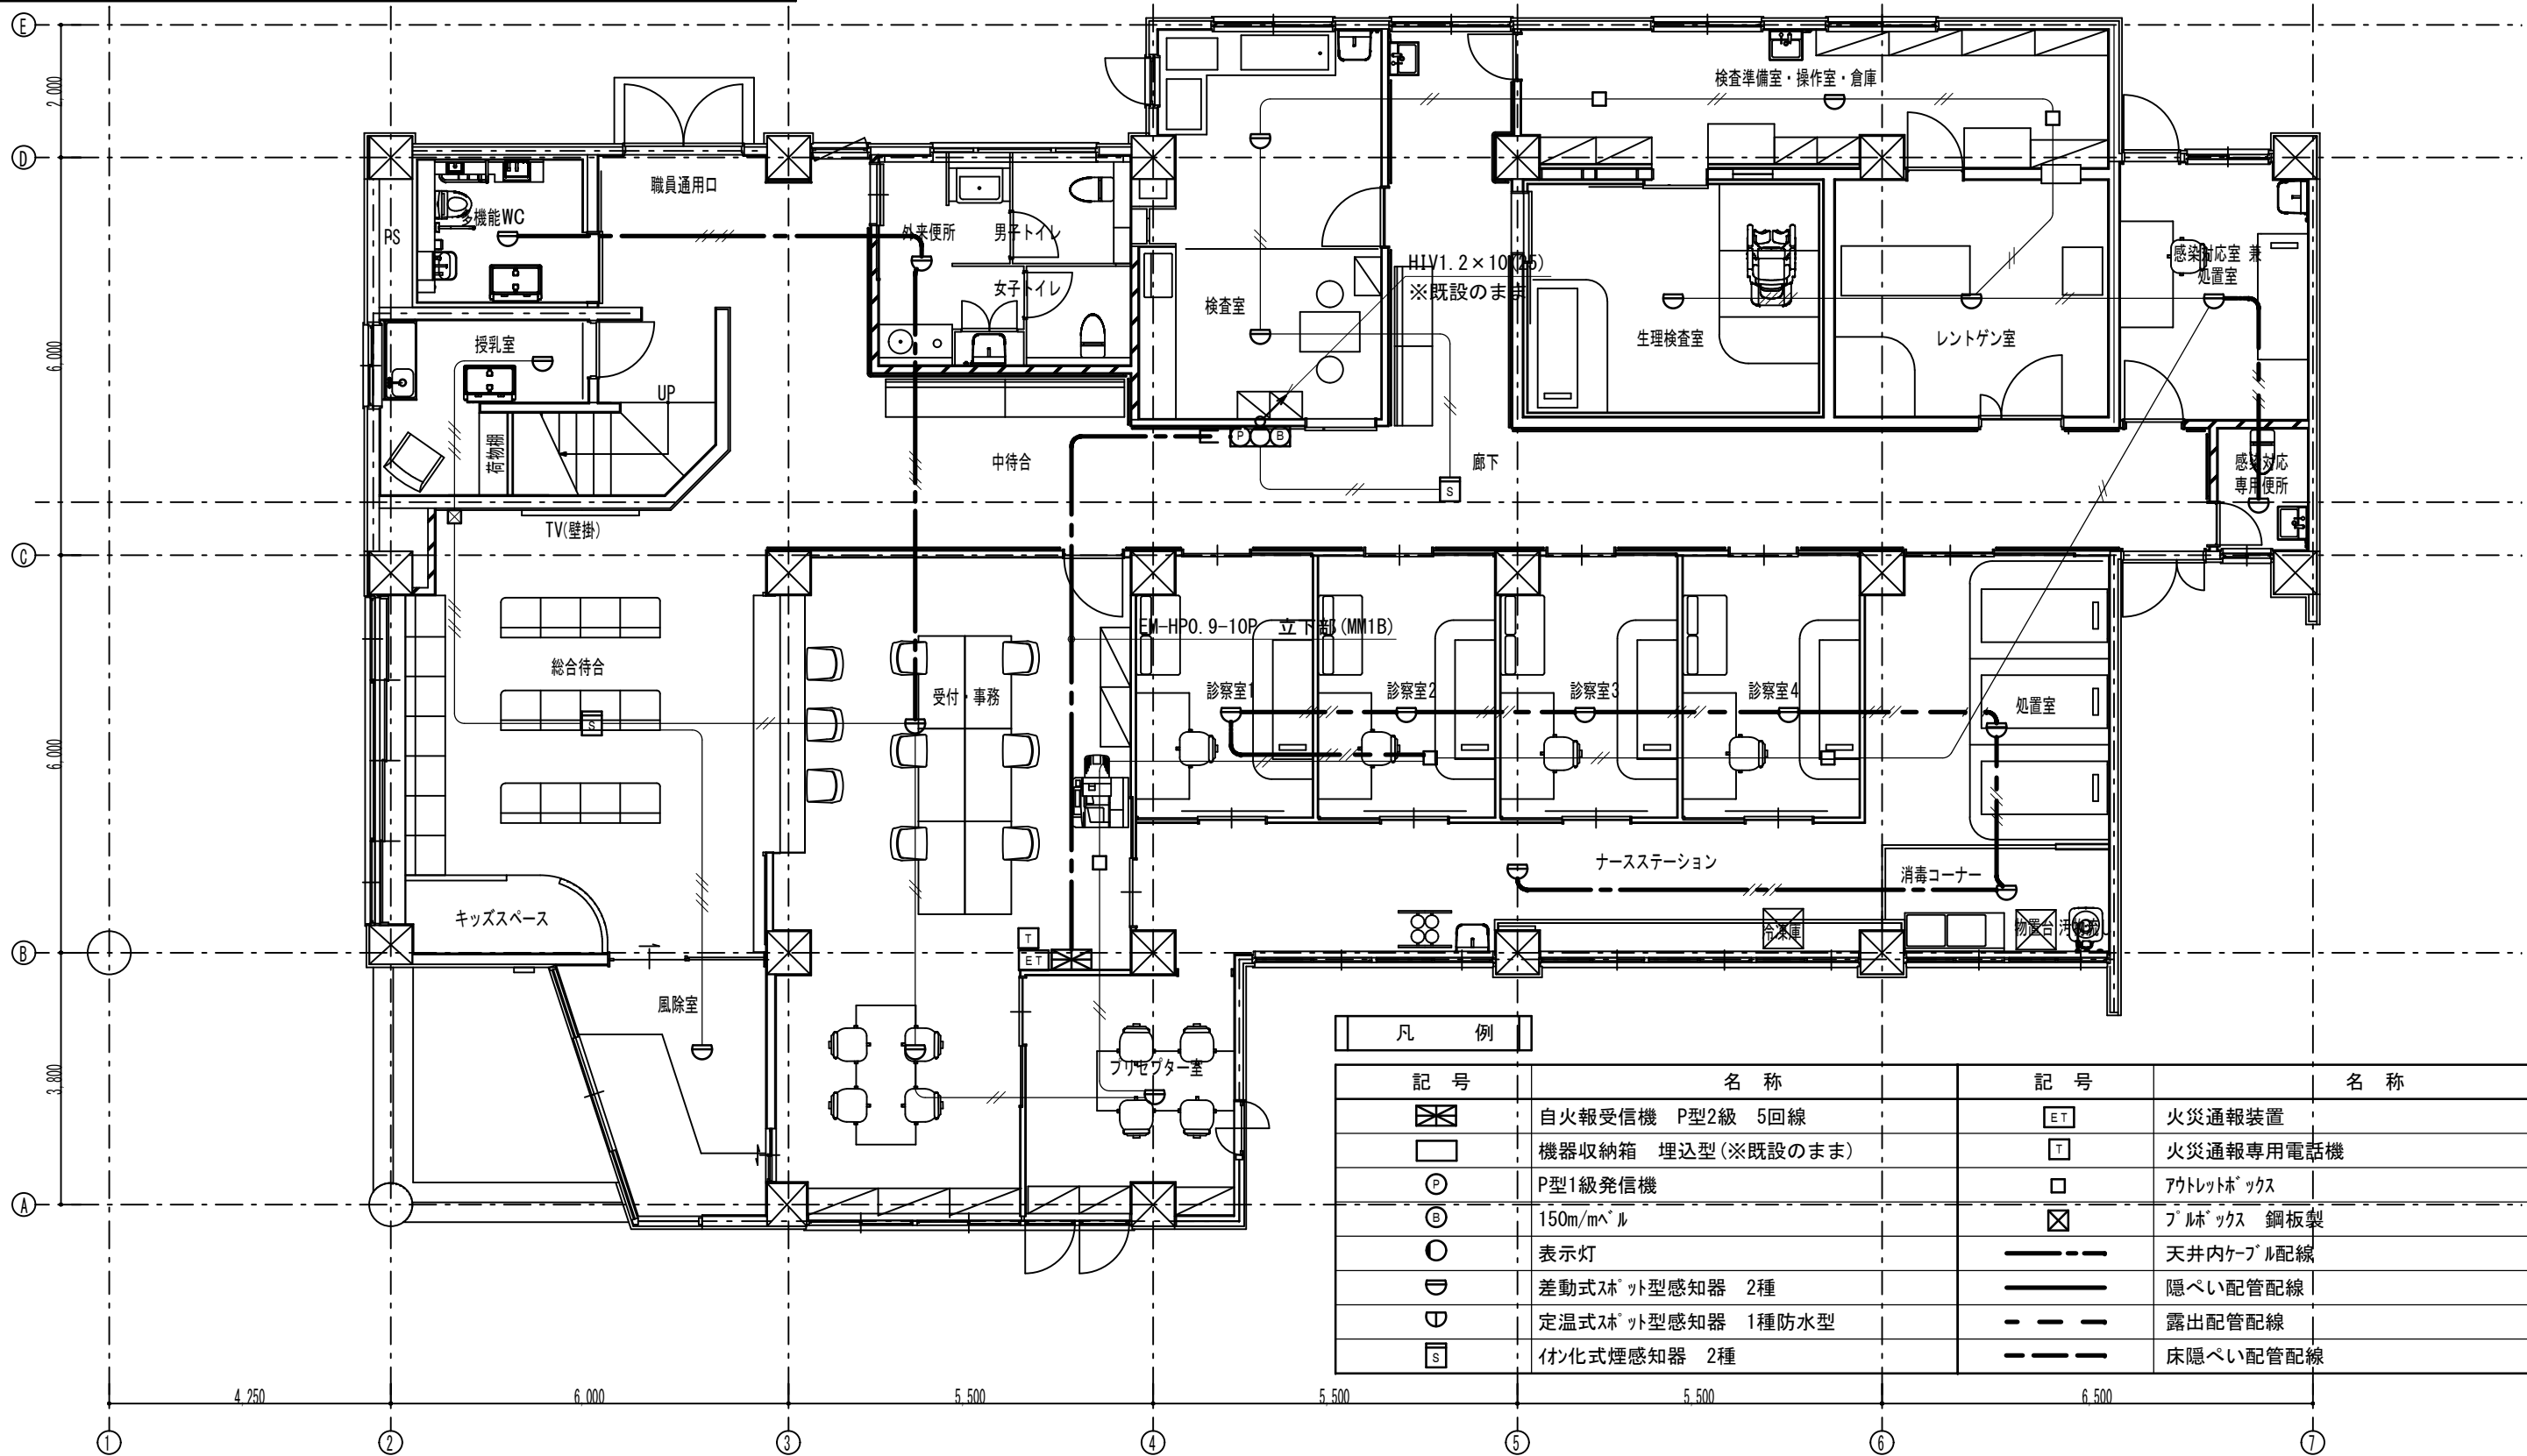 E
2,000
検査準備室・操作室・倉庫
D
職員通用口
多機能WC
PS
外来便所
男子トイレ
女子トイレ
HIV1.2×10(25)
※既設のまま
検査室
感染対応室 兼
処置室
6,000
授乳室
生理検査室
レントゲン室
UP
荷物棚
P
B
中待合
廊下
S
感染対応
専用便所
TV(壁掛)
C
EM-HP0.9-10P 立下部(MM1B)
総合待合
受付・事務
診察室1
診察室2
診察室3
診察室4
処置室
S
6,000
ナースステーション
消毒コーナー
キッズスペース
冷凍庫
物置台
汚物流し
T
ET
B
風除室
プリセプター室
3,800
A
凡 例
記 号 名 称 記 号 名 称
自火報受信機 P型2級 5回線 ET 火災通報装置
機器収納箱 埋込型(※既設のまま) T 火災通報専用電話機
P P型1級発信機 アウトレットボックス
B 150m/mベル プルボックス 鋼板製
表示灯 天井内ケーブル配線
差動式スポット型感知器 2種 隠ぺい配管配線
定温式スポット型感知器 1種防水型 露出配管配線
S イオン化式煙感知器 2種 床隠ぺい配管配線
4,250 6,000 5,500 5,500 5,500 6,500
1 2 3 4 5 6 7